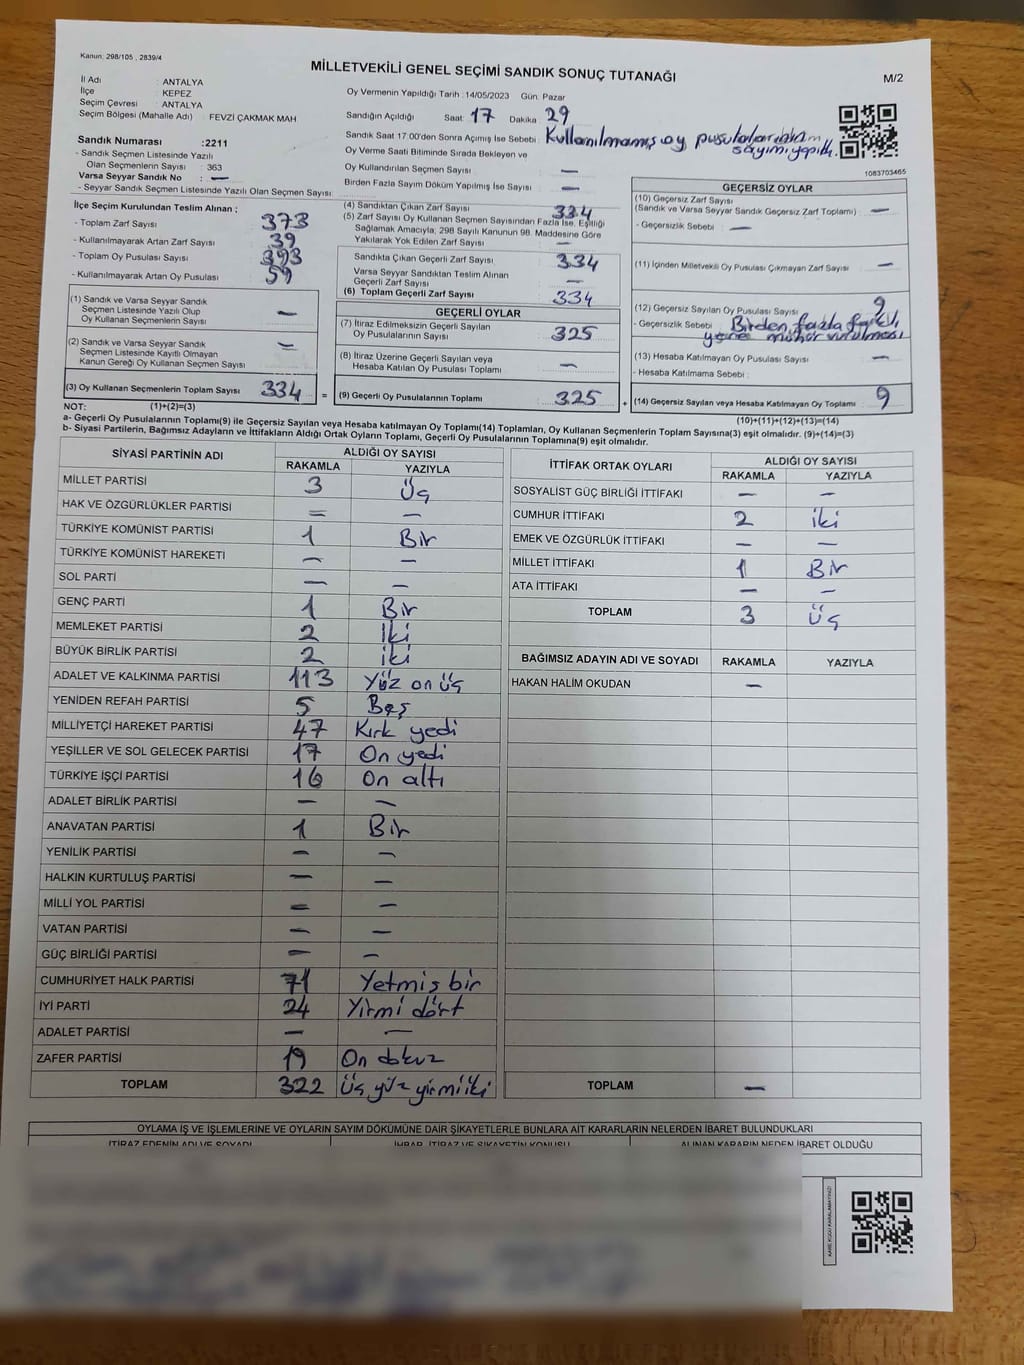 Kanun: 298/105 , 2839/4
MİLLETVEKİLİ GENEL SEÇİMİ SANDIK SONUÇ TUTANAĞI
M/2
İl Adı : ANTALYA
İlçe : KEPEZ
Seçim Çevresi : ANTALYA
Seçim Bölgesi (Mahalle Adı) : FEVZİ ÇAKMAK MAH
Oy Vermenin Yapıldığı Tarih :14/05/2023 Gün: Pazar
Sandığın Açıldığı Saat: 17 Dakika: 29
Sandık Saat 17:00'den Sonra Açımış İse Sebebi : Kullanılmamış oy pusulalarının
sayımı yapıldı.
Oy Verme Saati Bitiminde Sırada Bekleyen ve
Oy Kullandırılan Seçmen Sayısı : —
Birden Fazla Sayım Döküm Yapılmış İse Sayısı : —
1083703465
Sandık Numarası :2211
- Sandık Seçmen Listesinde Yazılı
Olan Seçmenlerin Sayısı : 363
Varsa Seyyar Sandık No : —
- Seyyar Sandık Seçmen Listesinde Yazılı Olan Seçmen Sayısı:
İlçe Seçim Kurulundan Teslim Alınan ;
- Toplam Zarf Sayısı : 373
- Kullanılmayarak Artan Zarf Sayısı : 39
- Toplam Oy Pusulası Sayısı : 393
- Kullanılmayarak Artan Oy Pusulası : 59
(1) Sandık ve Varsa Seyyar Sandık
Seçmen Listesinde Yazılı Olup
Oy Kullanan Seçmenlerin Sayısı : —
(2) Sandık ve Varsa Seyyar Sandık
Seçmen Listesinde Kayıtlı Olmayan
Kanun Gereği Oy Kullanan Seçmen Sayısı : —
(3) Oy Kullanan Seçmenlerin Toplam Sayısı : 334 =
(4) Sandıktan Çıkan Zarf Sayısı : 334
(5) Zarf Sayısı Oy Kullanan Seçmen Sayısından Fazla İse, Eşitliği
Sağlamak Amacıyla, 298 Sayılı Kanunun 98. Maddesine Göre
Yakılarak Yok Edilen Zarf Sayısı : —
Sandıkta Çıkan Geçerli Zarf Sayısı : 334
Varsa Seyyar Sandıktan Teslim Alınan
Geçerli Zarf Sayısı : —
(6) Toplam Geçerli Zarf Sayısı : 334
GEÇERLİ OYLAR
(7) İtiraz Edilmeksizin Geçerli Sayılan
Oy Pusulalarının Sayısı : 325
(8) İtiraz Üzerine Geçerli Sayılan veya
Hesaba Katılan Oy Pusulası Toplamı : —
(9) Geçerli Oy Pusulalarının Toplamı : 325 +
GEÇERSİZ OYLAR
(10) Geçersiz Zarf Sayısı
(Sandık ve Varsa Seyyar Sandık Geçersiz Zarf Toplamı) : —
- Geçersizlik Sebebi : —
(11) İçinden Milletvekili Oy Pusulası Çıkmayan Zarf Sayısı : —
(12) Geçersiz Sayılan Oy Pusulası Sayısı : 9
- Geçersizlik Sebebi : Birden fazla farklı
yere mühür vurulması
(13) Hesaba Katılmayan Oy Pusulası Sayısı : —
- Hesaba Katılmama Sebebi :
(14) Geçersiz Sayılan veya Hesaba Katılmayan Oy Toplamı : 9
NOT: (1)+(2)=(3)
(10)+(11)+(12)+(13)=(14)
a- Geçerli Oy Pusulalarının Toplamı(9) ile Geçersiz Sayılan veya Hesaba katılmayan Oy Toplamı(14) Toplamları, Oy Kullanan Seçmenlerin Toplam Sayısına(3) eşit olmalıdır. (9)+(14)=(3)
b- Siyasi Partilerin, Bağımsız Adayların ve İttifakların Aldığı Ortak Oyların Toplamı, Geçerli Oy Pusulalarının Toplamına(9) eşit olmalıdır.
SİYASİ PARTİNİN ADI ALDIĞI OY SAYISI
RAKAMLA YAZIYLA
MİLLET PARTİSİ 3 Üç
HAK VE ÖZGÜRLÜKLER PARTİSİ — —
TÜRKİYE KOMÜNİST PARTİSİ 1 Bir
TÜRKİYE KOMÜNİST HAREKETİ — —
SOL PARTİ — —
GENÇ PARTİ 1 Bir
MEMLEKET PARTİSİ 2 İki
BÜYÜK BİRLİK PARTİSİ 2 iki
ADALET VE KALKINMA PARTİSİ 113 Yüz on üç
YENİDEN REFAH PARTİSİ 5 Beş
MİLLİYETÇİ HAREKET PARTİSİ 47 Kırk yedi
YEŞİLLER VE SOL GELECEK PARTİSİ 17 On yedi
TÜRKİYE İŞÇİ PARTİSİ 16 On altı
ADALET BİRLİK PARTİSİ — —
ANAVATAN PARTİSİ 1 Bir
YENİLİK PARTİSİ — —
HALKIN KURTULUŞ PARTİSİ — —
MİLLİ YOL PARTİSİ — —
VATAN PARTİSİ — —
GÜÇ BİRLİĞİ PARTİSİ — —
CUMHURİYET HALK PARTİSİ 71 Yetmiş bir
İYİ PARTİ 24 Yirmi dört
ADALET PARTİSİ — —
ZAFER PARTİSİ 19 On dokuz
TOPLAM 322 Üç yüz yirmi iki
İTTİFAK ORTAK OYLARI ALDIĞI OY SAYISI
RAKAMLA YAZIYLA
SOSYALİST GÜÇ BİRLİĞİ İTTİFAKI — —
CUMHUR İTTİFAKI 2 iki
EMEK VE ÖZGÜRLÜK İTTİFAKI — —
MİLLET İTTİFAKI 1 Bir
ATA İTTİFAKI — —
TOPLAM 3 Üç
BAĞIMSIZ ADAYIN ADI VE SOYADI RAKAMLA YAZIYLA
HAKAN HALİM OKUDAN —
TOPLAM —
OYLAMA İŞ VE İŞLEMLERİNE VE OYLARIN SAYIM DÖKÜMÜNE DAİR ŞİKAYETLERLE BUNLARA AİT KARARLARIN NELERDEN İBARET BULUNDUKLARI
İTİRAZ EDENİN ADI VE SOYADI İHBAR, İTİRAZ VE ŞİKAYETİN KONUSU ALINAN KARARIN NEDEN İBARET OLDUĞU
KARE KODU KARALAMAYINIZ!